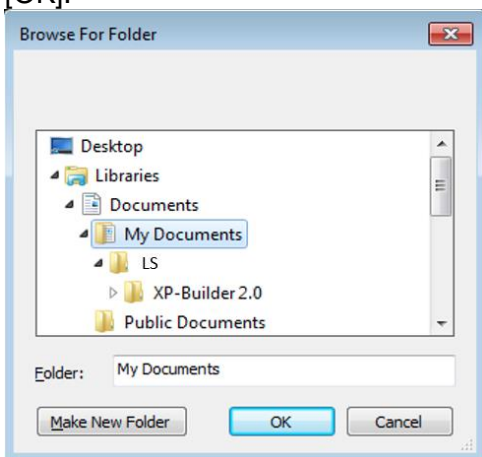 [OK].
Browse For Folder
Desktop
Libraries
Documents
My Documents
LS
XP-Builder 2.0
Public Documents
Folder: My Documents
Make New Folder OK Cancel